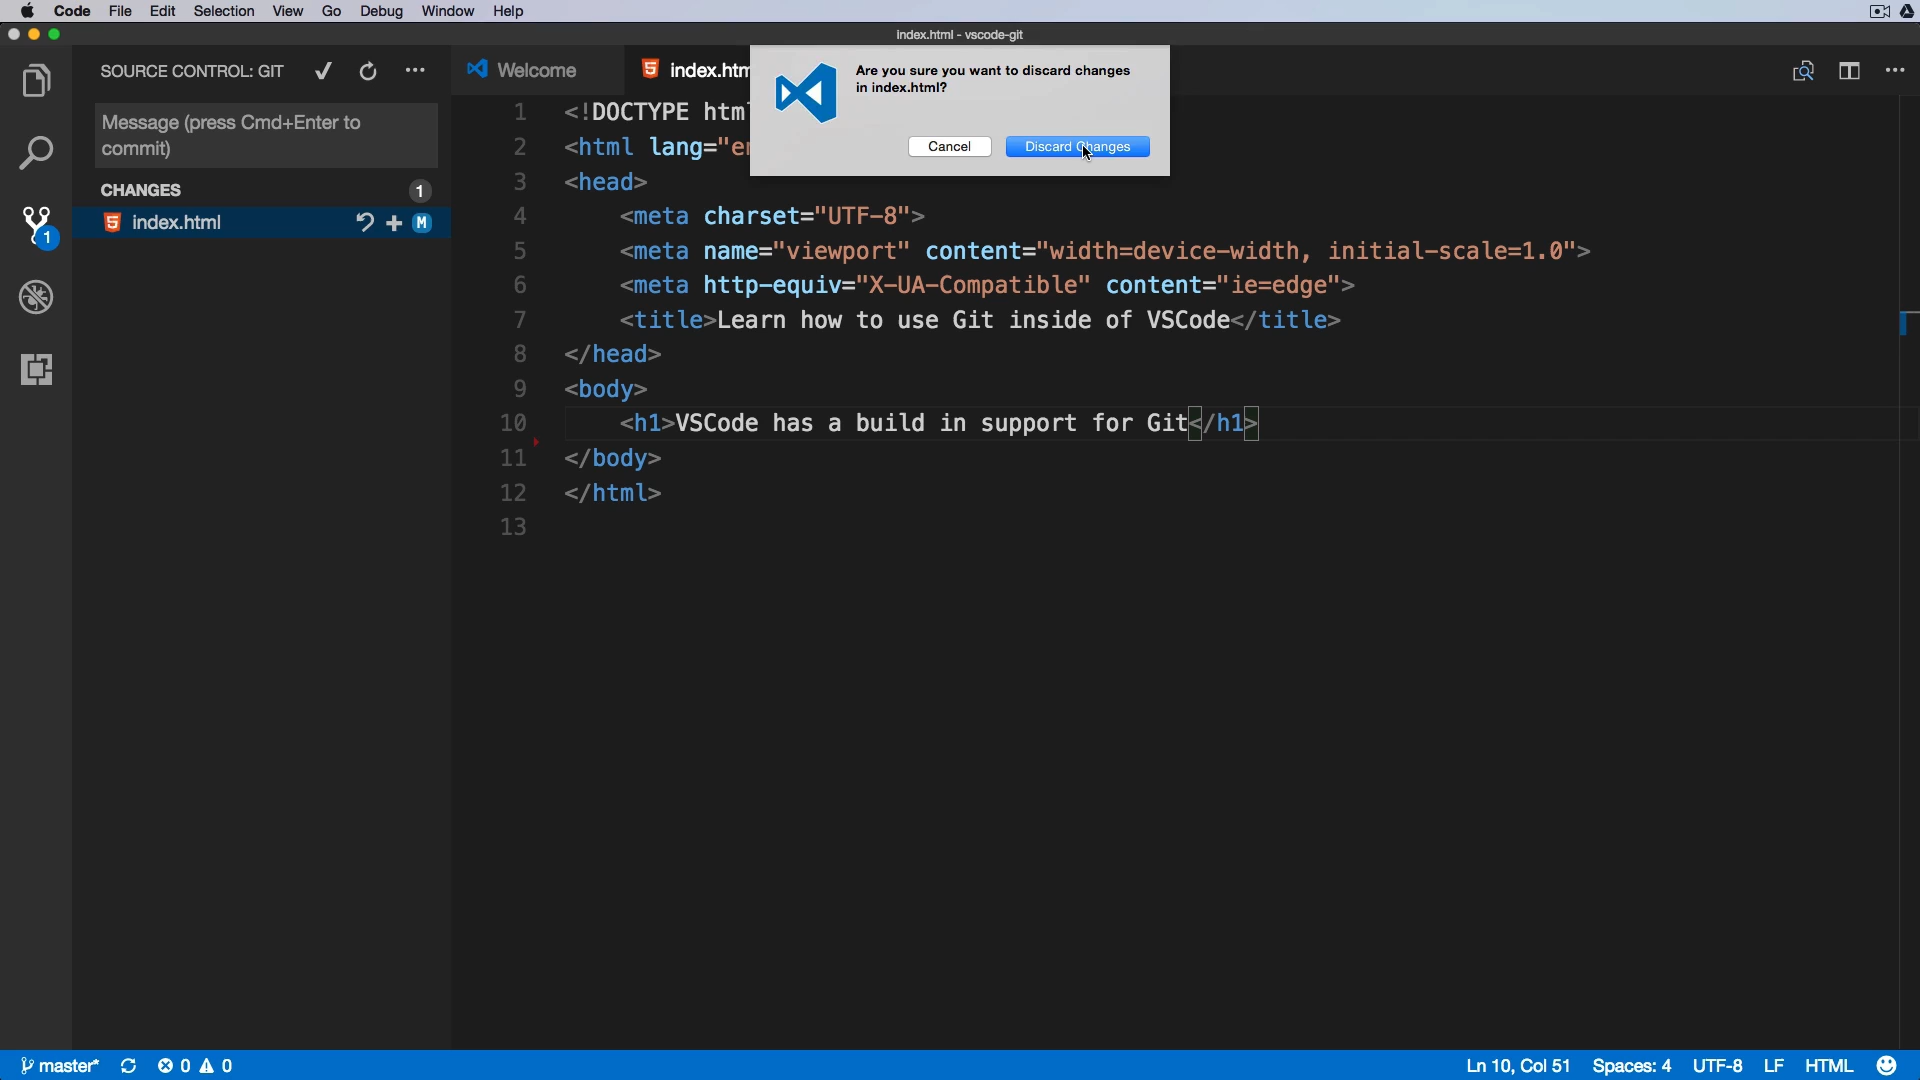 Code File Edit Selection View Go Debug Window Help
index.html - vscode-git
SOURCE CONTROL: GIT
Welcome
index.htm
Are you sure you want to discard changes
in index.html?
Cancel
Discard Changes
Message (press Cmd+Enter to
commit)
CHANGES 1
index.html M
1
1 <!DOCTYPE htm
2 <html lang="en
3 <head>
4 <meta charset="UTF-8">
5 <meta name="viewport" content="width=device-width, initial-scale=1.0">
6 <meta http-equiv="X-UA-Compatible" content="ie=edge">
7 <title>Learn how to use Git inside of VSCode</title>
8 </head>
9 <body>
10 <h1>VSCode has a build in support for Git</h1>
11 </body>
12 </html>
13
master* 0 0
Ln 10, Col 51 Spaces: 4 UTF-8 LF HTML